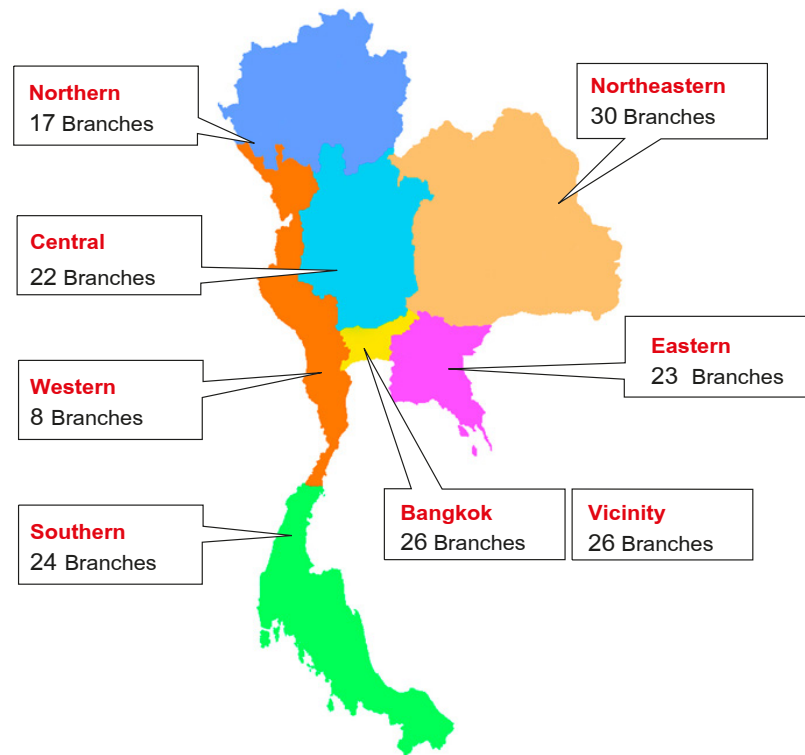 Northern
17 Branches
Northeastern
30 Branches
Central
22 Branches
Eastern
23 Branches
Western
8 Branches
Bangkok
26 Branches
Vicinity
26 Branches
Southern
24 Branches